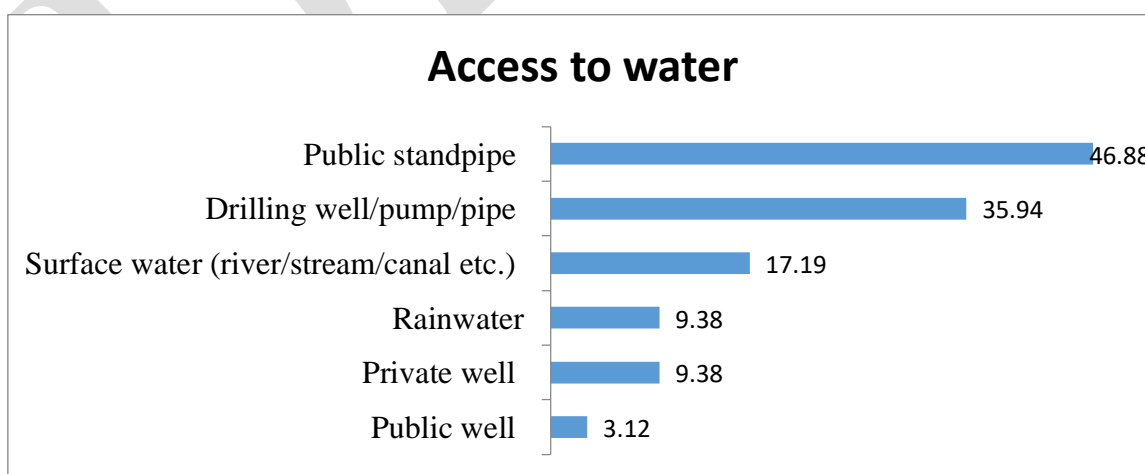 Access to water
Public standpipe 46.88
Drilling well/pump/pipe 35.94
Surface water (river/stream/canal etc.) 17.19
Rainwater 9.38
Private well 9.38
Public well 3.12